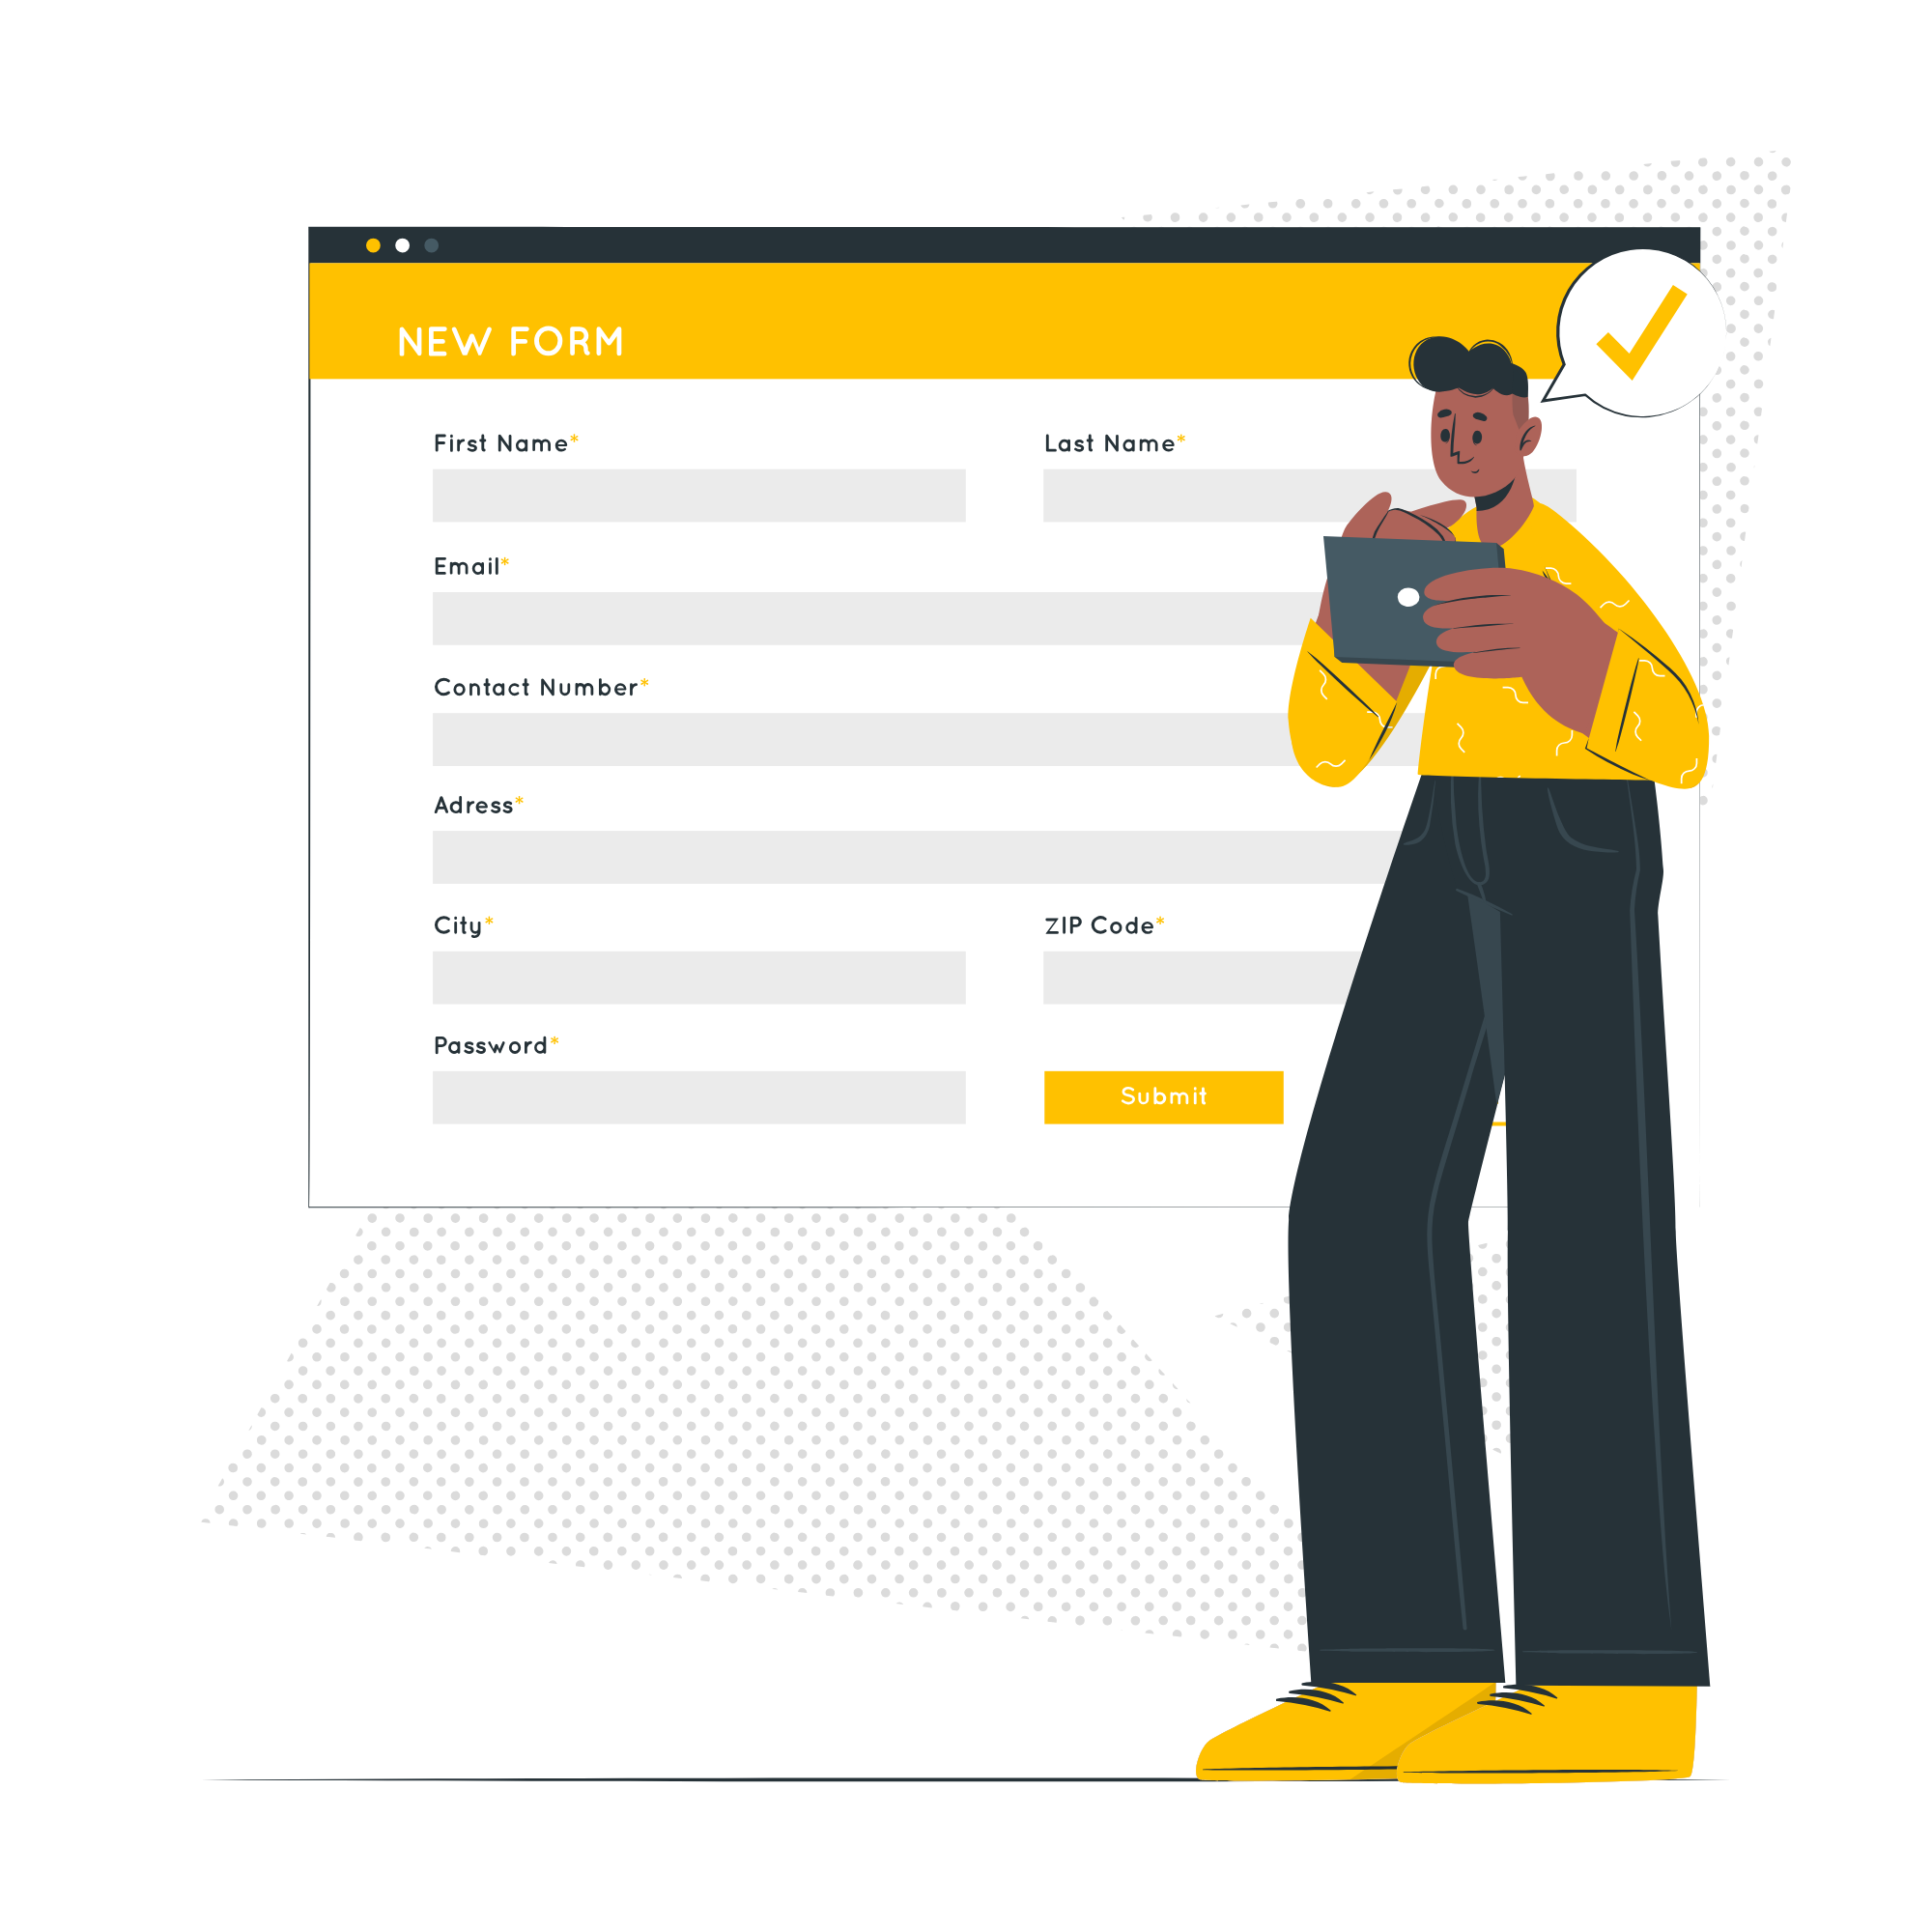 NEW FORM
First Name* Last Name*
Email*
Contact Number*
Adress*
City* ZIP Code*
Password*
Submit